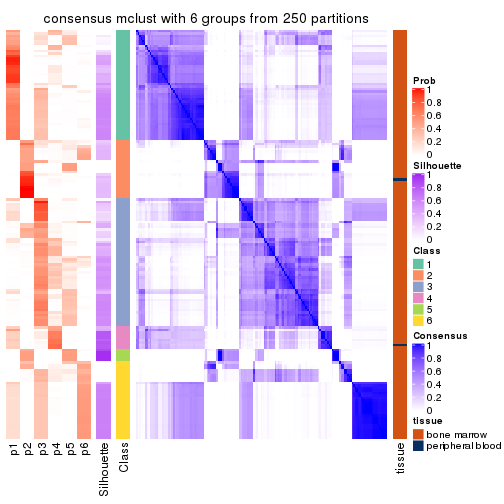 consensus mclust with 6 groups from 250 partitions
Prob
1
0.8
0.6
0.4
0.2
0
Silhouette
1
0.8
0.6
0.4
0.2
0
Class
1
2
3
4
5
6
Consensus
1
0.8
0.6
0.4
0.2
0
tissue
bone marrow
peripheral blood
p1
p2
p3
p4
p5
p6
Silhouette
Class
tissue